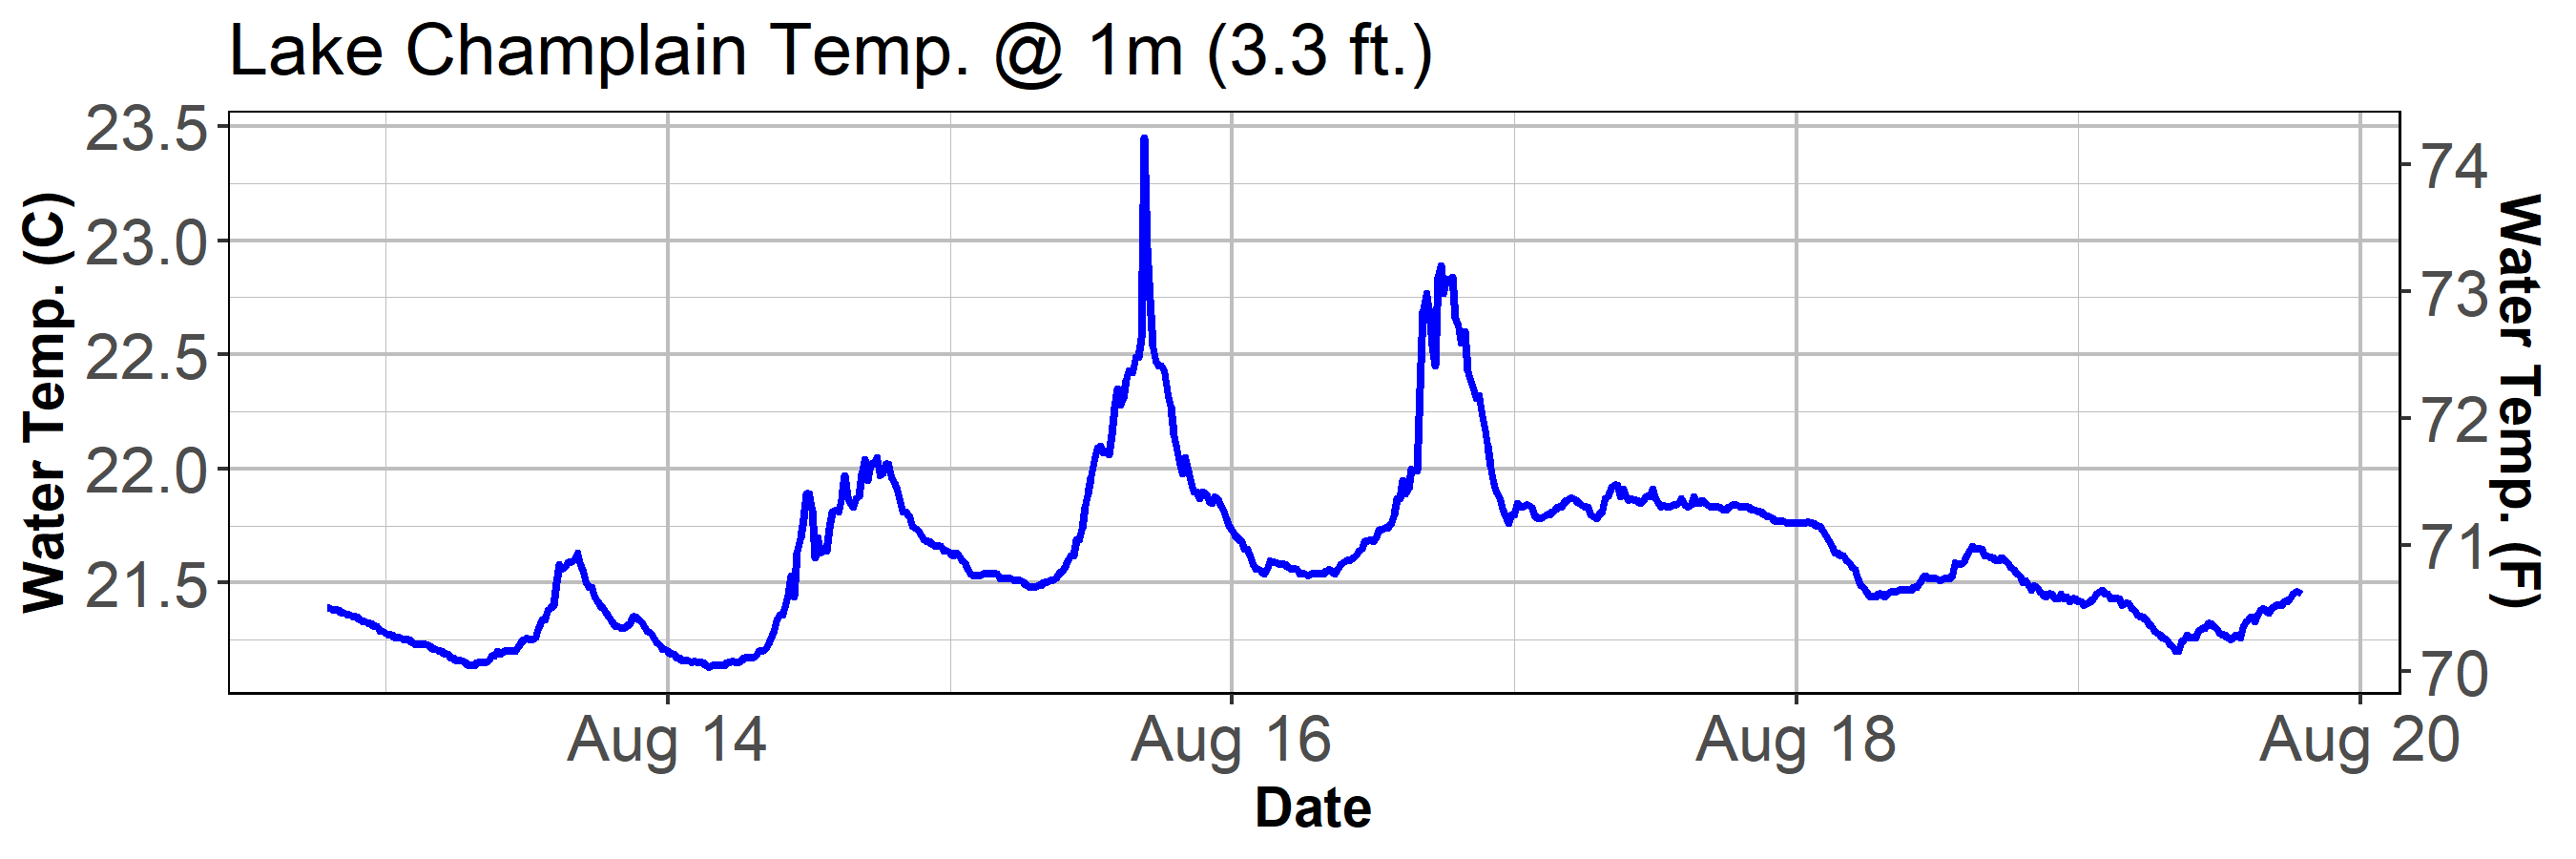 Lake Champlain Temp. @ 1m (3.3 ft.)
Water Temp. (C)
23.5
23.0
22.5
22.0
21.5
74
73
72
71
70
Water Temp. (F)
Aug 14
Aug 16
Aug 18
Aug 20
Date